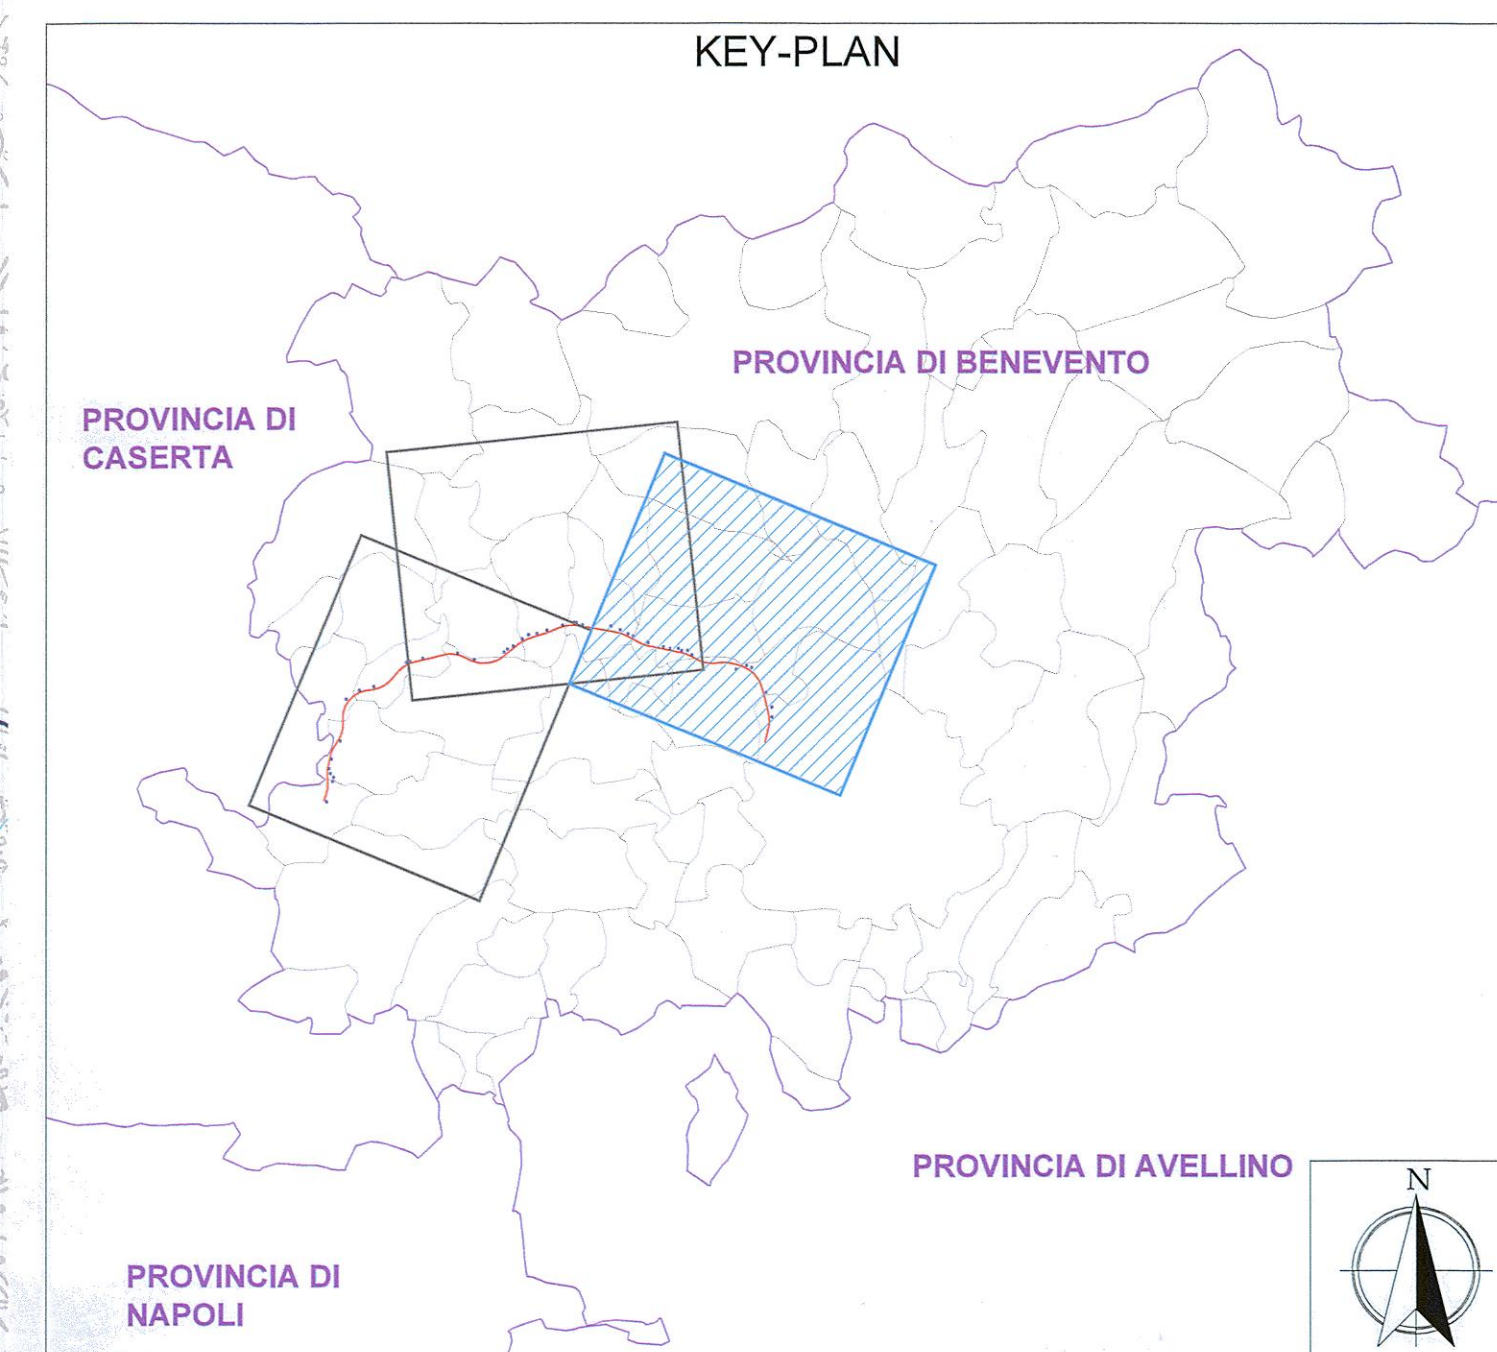 KEY-PLAN
PROVINCIA DI BENEVENTO
PROVINCIA DI
CASERTA
PROVINCIA DI AVELLINO
N
PROVINCIA DI
NAPOLI